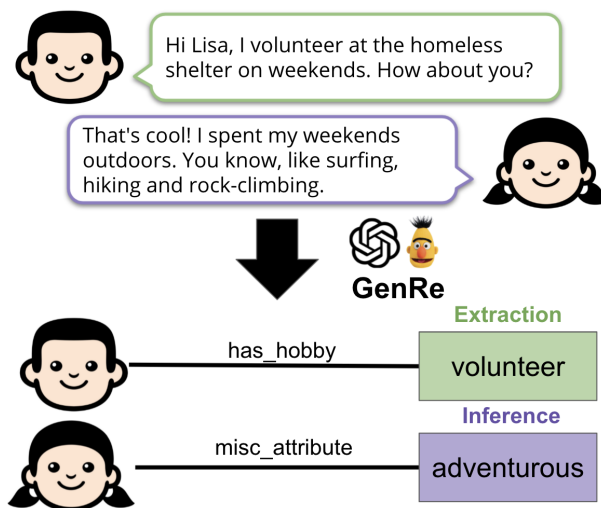 Hi Lisa, I volunteer at the homeless
shelter on weekends. How about you?
That's cool! I spent my weekends
outdoors. You know, like surfing,
hiking and rock-climbing.
GenRe
Extraction
has_hobby
volunteer
Inference
misc_attribute
adventurous